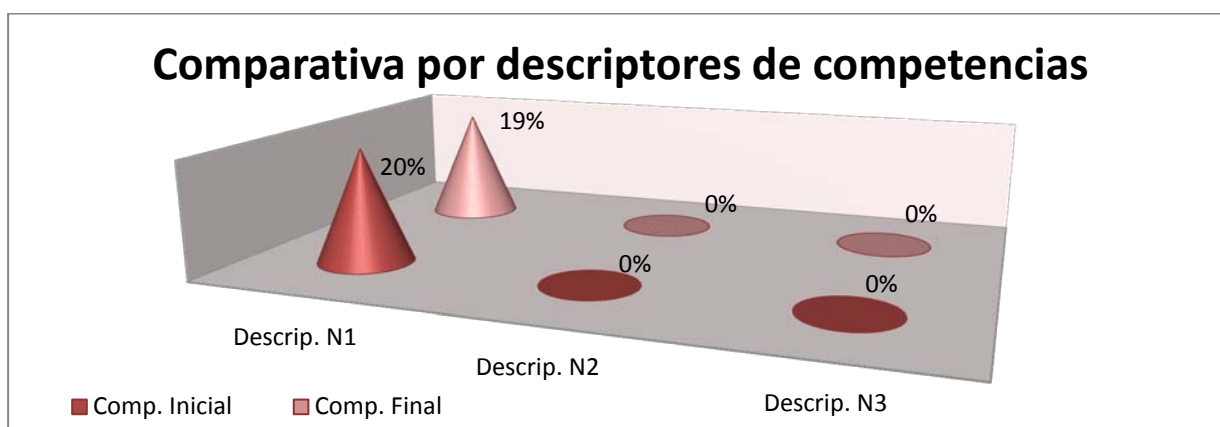 Comparativa por descriptores de competencias
19%
20%
0%
0%
0%
0%
Descrip. N1
Descrip. N2
Descrip. N3
Comp. Inicial
Comp. Final